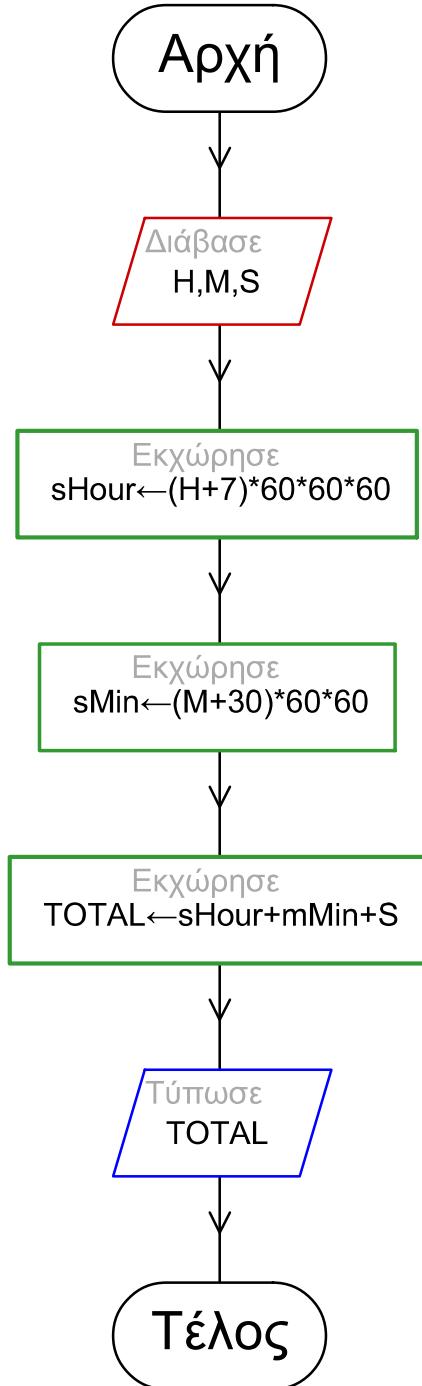 Αρχή
Διάβασε
H,M,S
Εκχώρησε
sHour←(H+7)*60*60*60
Εκχώρησε
sMin←(M+30)*60*60
Εκχώρησε
TOTAL←sHour+mMin+S
Τύπωσε
TOTAL
Τέλος